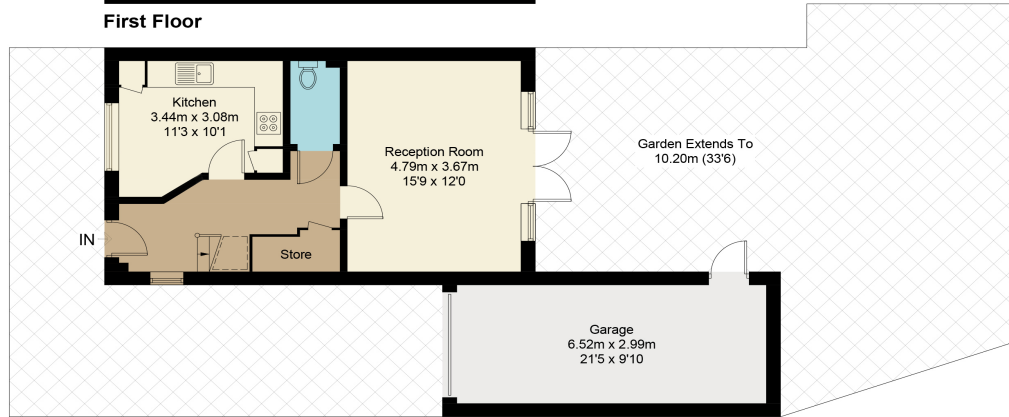 First Floor
Kitchen
3.44m x 3.08m
11'3 x 10'1
Reception Room
4.79m x 3.67m
15'9 x 12'0
Garden Extends To
10.20m (33'6)
IN
Store
Garage
6.52m x 2.99m
21'5 x 9'10